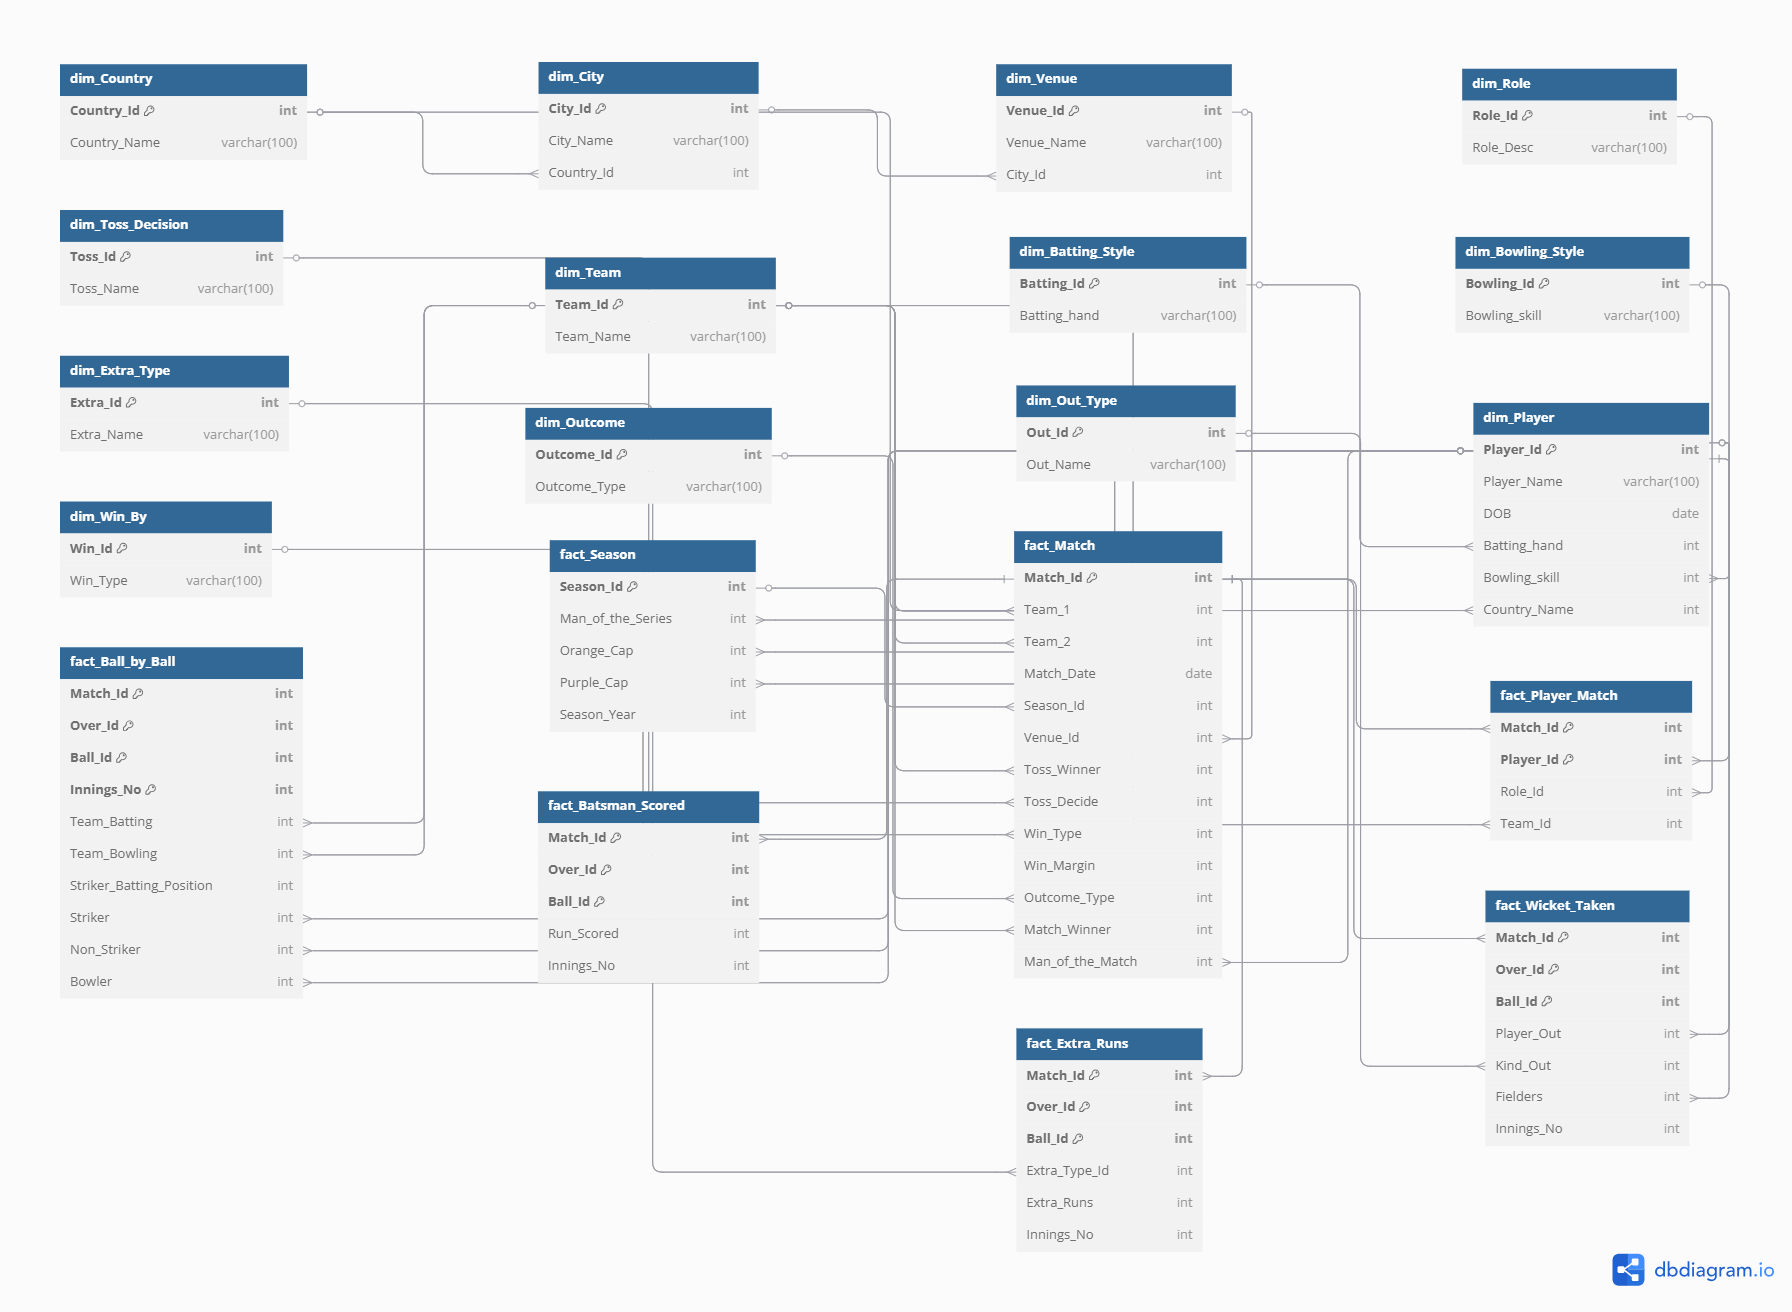 dim_Country
Country_Id int
Country_Name varchar(100)
dim_City
City_Id int
City_Name varchar(100)
Country_Id int
dim_Venue
Venue_Id int
Venue_Name varchar(100)
City_Id int
dim_Role
Role_Id int
Role_Desc varchar(100)
dim_Toss_Decision
Toss_Id int
Toss_Name varchar(100)
dim_Team
Team_Id int
Team_Name varchar(100)
dim_Batting_Style
Batting_Id int
Batting_hand varchar(100)
dim_Bowling_Style
Bowling_Id int
Bowling_skill varchar(100)
dim_Extra_Type
Extra_Id int
Extra_Name varchar(100)
dim_Outcome
Outcome_Id int
Outcome_Type varchar(100)
dim_Out_Type
Out_Id int
Out_Name varchar(100)
dim_Player
Player_Id int
Player_Name varchar(100)
DOB date
Batting_hand int
Bowling_skill int
Country_Name int
dim_Win_By
Win_Id int
Win_Type varchar(100)
fact_Season
Season_Id int
Man_of_the_Series int
Orange_Cap int
Purple_Cap int
Season_Year int
fact_Match
Match_Id int
Team_1 int
Team_2 int
Match_Date date
Season_Id int
Venue_Id int
Toss_Winner int
Toss_Decide int
Win_Type int
Win_Margin int
Outcome_Type int
Match_Winner int
Man_of_the_Match int
fact_Ball_by_Ball
Match_Id int
Over_Id int
Ball_Id int
Innings_No int
Team_Batting int
Team_Bowling int
Striker_Batting_Position int
Striker int
Non_Striker int
Bowler int
fact_Batsman_Scored
Match_Id int
Over_Id int
Ball_Id int
Run_Scored int
Innings_No int
fact_Player_Match
Match_Id int
Player_Id int
Role_Id int
Team_Id int
fact_Wicket_Taken
Match_Id int
Over_Id int
Ball_Id int
Player_Out int
Kind_Out int
Fielders int
Innings_No int
fact_Extra_Runs
Match_Id int
Over_Id int
Ball_Id int
Extra_Type_Id int
Extra_Runs int
Innings_No int
dbdiagram.io